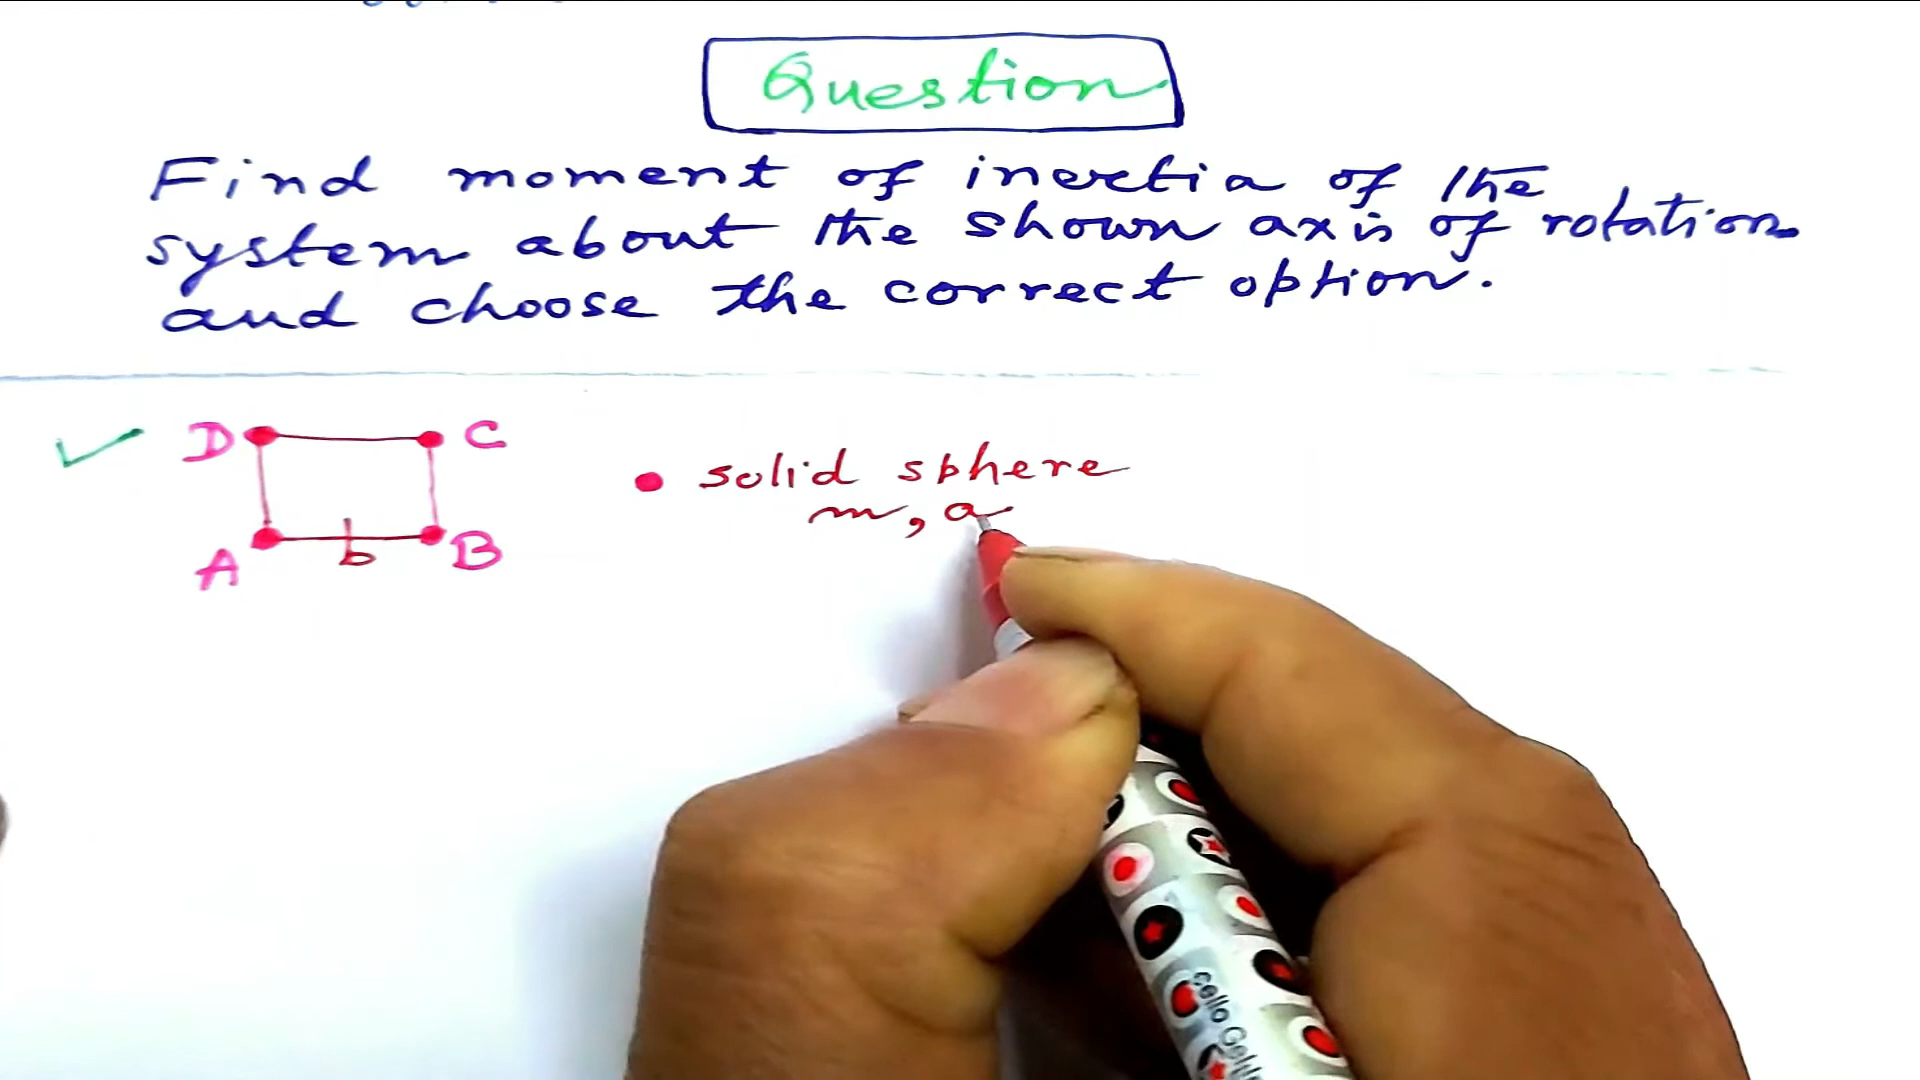 Question
Find moment of inertia of the
system about the shown axis of rotation
and choose the correct option.
D
C
solid sphere
m, a
A
b
B
cello